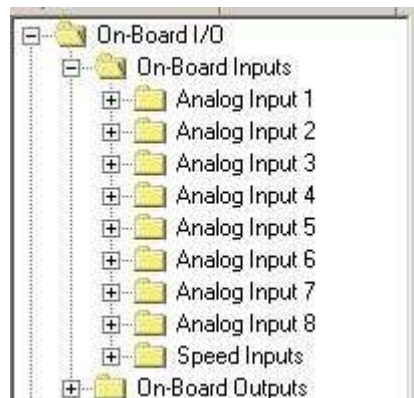 On-Board I/O
On-Board Inputs
Analog Input 1
Analog Input 2
Analog Input 3
Analog Input 4
Analog Input 5
Analog Input 6
Analog Input 7
Analog Input 8
Speed Inputs
On-Board Outputs